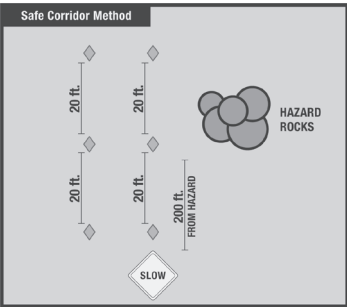 Safe Corridor Method
20 ft.
20 ft.
HAZARD
ROCKS
20 ft.
20 ft.
200 ft.
FROM HAZARD
SLOW